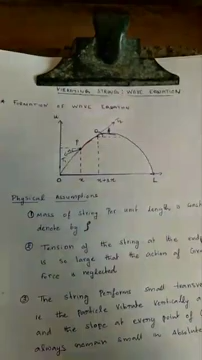 VIBRATING STRING: WAVE EQUATION
* FORMATION OF WAVE EQUATION
u
P
Q
T2
T1
O
x
x+δx
L
Physical Assumptions
① Mass of String Per unit length is
denote by ρ
② Tension of the string at the end
is so large that the action of
force is neglected
③ The string Performs small
ie the Particle vibrate vertically
and the slope at every point of
always remain small in absolute